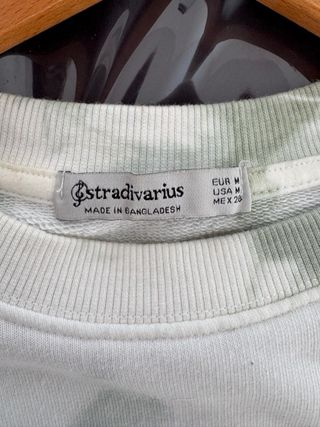 stradivarius
MADE IN BANGLADESH
EUR M
USA M
MEX 28